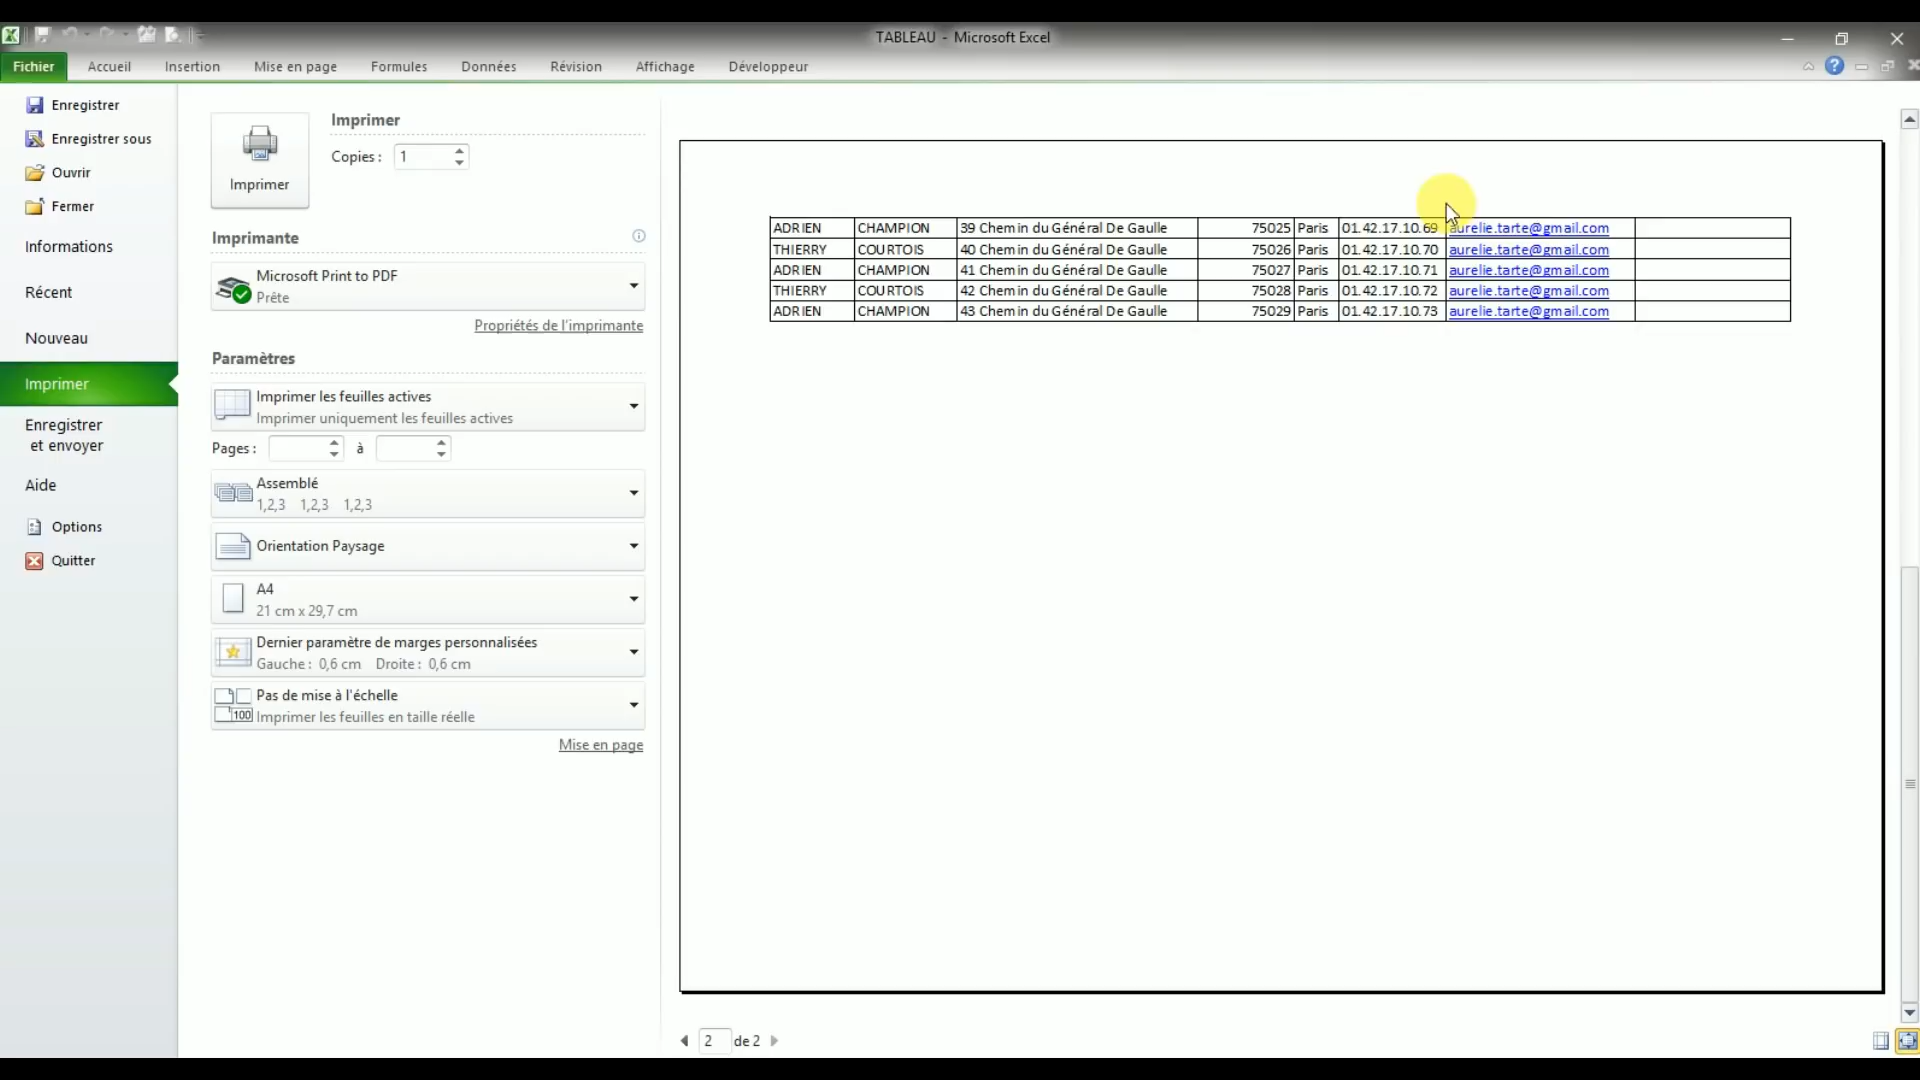 TABLEAU - Microsoft Excel
Fichier Accueil Insertion Mise en page Formules Données Révision Affichage Développeur
Enregistrer
Enregistrer sous
Ouvrir
Fermer
Informations
Récent
Nouveau
Imprimer
Enregistrer
et envoyer
Aide
Options
Quitter
Imprimer
Imprimer
Copies : 1
Imprimante
Microsoft Print to PDF
Prête
Propriétés de l'imprimante
Paramètres
Imprimer les feuilles actives
Imprimer uniquement les feuilles actives
Pages : à
Assemblé
1,2,3 1,2,3 1,2,3
Orientation Paysage
A4
21 cm x 29,7 cm
Dernier paramètre de marges personnalisées
Gauche : 0,6 cm Droite : 0,6 cm
100
Pas de mise à l'échelle
Imprimer les feuilles en taille réelle
Mise en page
ADRIEN CHAMPION 39 Chemin du Général De Gaulle 75025 Paris 01.42.17.10.69 aurelie.tarte@gmail.com
THIERRY COURTOIS 40 Chemin du Général De Gaulle 75026 Paris 01.42.17.10.70 aurelie.tarte@gmail.com
ADRIEN CHAMPION 41 Chemin du Général De Gaulle 75027 Paris 01.42.17.10.71 aurelie.tarte@gmail.com
THIERRY COURTOIS 42 Chemin du Général De Gaulle 75028 Paris 01.42.17.10.72 aurelie.tarte@gmail.com
ADRIEN CHAMPION 43 Chemin du Général De Gaulle 75029 Paris 01.42.17.10.73 aurelie.tarte@gmail.com
2 de 2